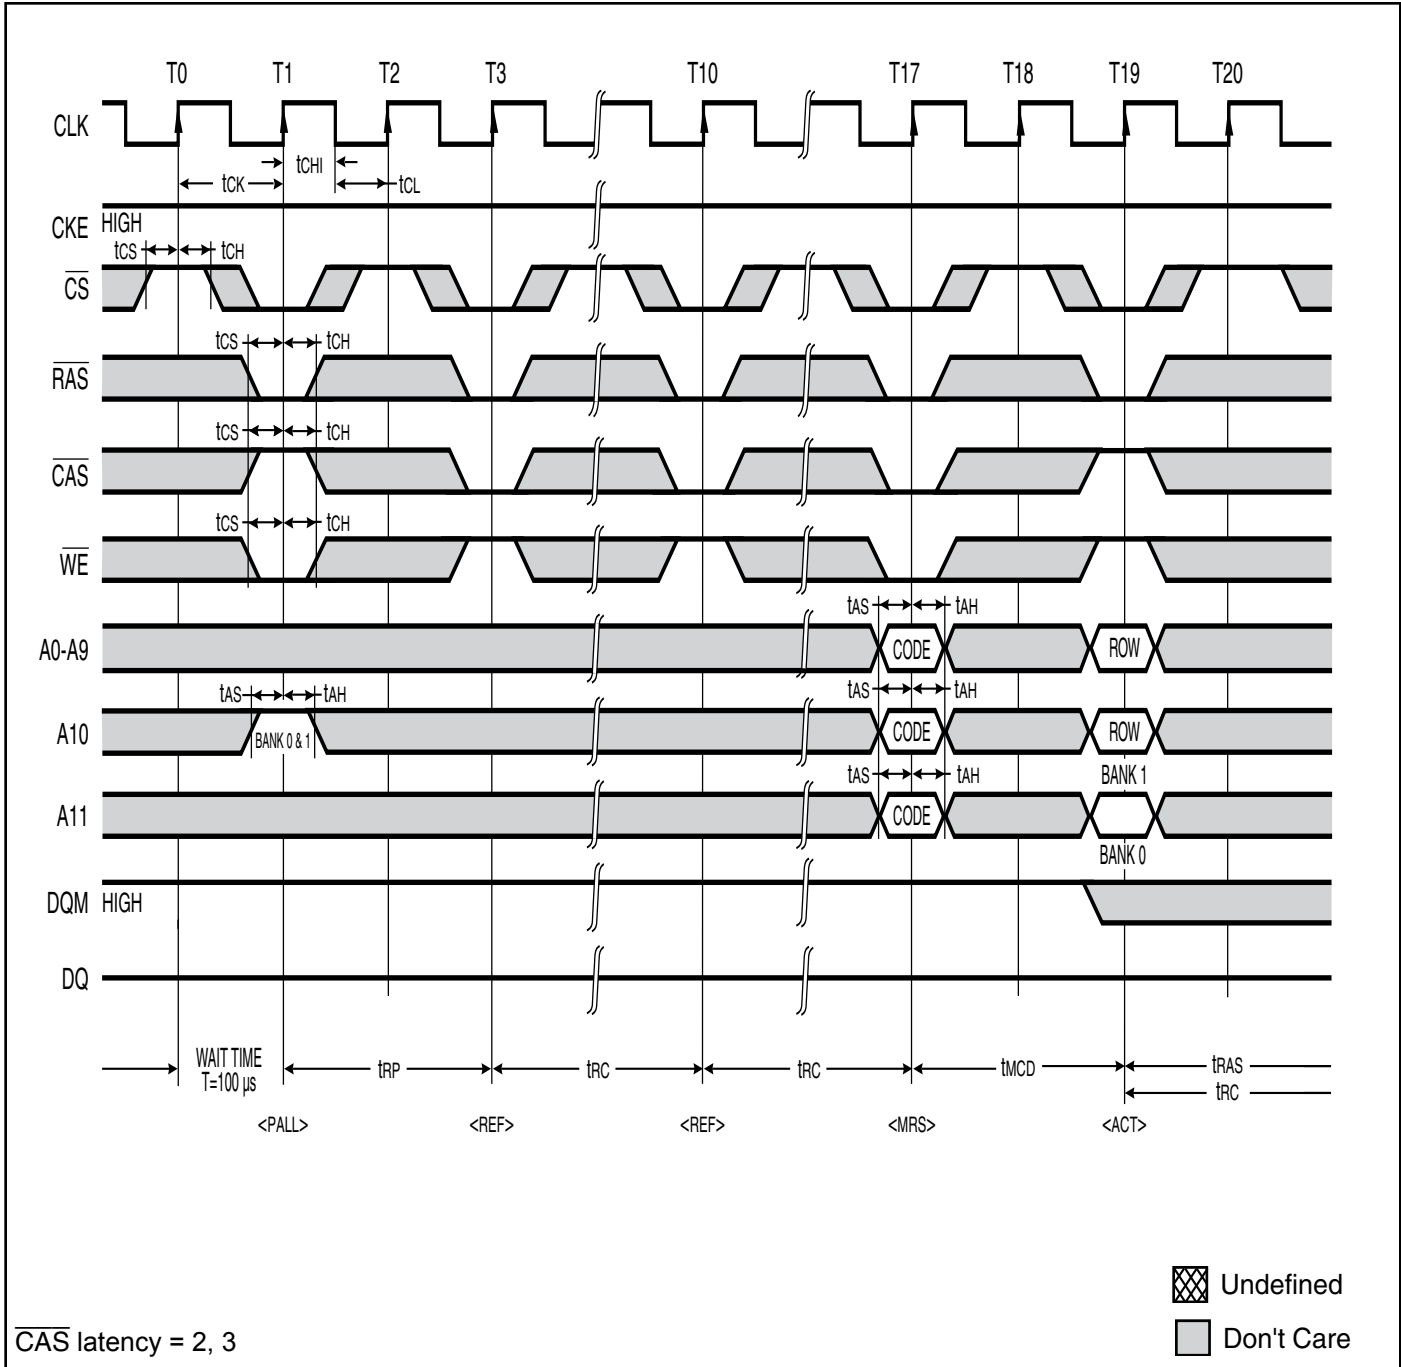 T0 T1 T2 T3 T10 T17 T18 T19 T20
CLK
tCHI
tCK tCL
CKE HIGH
tCS tCH
CS
tCS tCH
RAS
tCS tCH
CAS
tCS tCH
WE
tAS tAH
A0-A9 CODE ROW
tAS tAH tAS tAH
A10 BANK 0 & 1 CODE ROW
tAS tAH BANK 1
A11 CODE
BANK 0
DQM HIGH
DQ
WAIT TIME
T=100 µs
tRP tRC tRC tMCD tRAS
tRC
<PALL> <REF> <REF> <MRS> <ACT>
Undefined
Don't Care
CAS latency = 2, 3